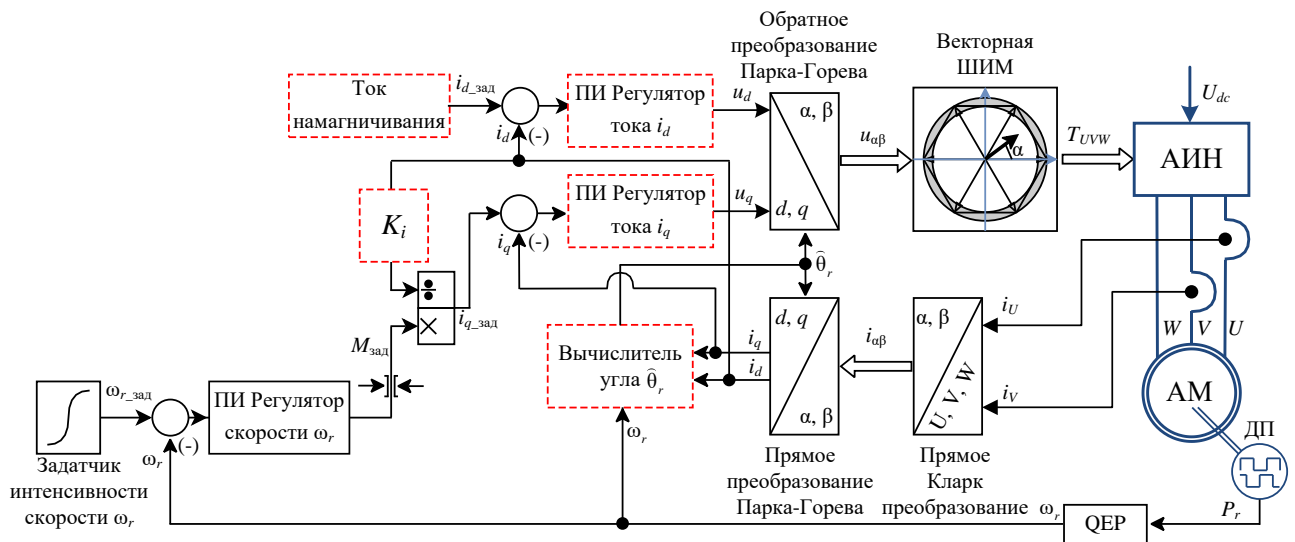 Обратное
преобразование
Парка-Горева
Векторная
ШИМ
Ток
намагничивания
i_d_зад
i_d
(-)
ПИ Регулятор
тока i_d
u_d
α, β
d, q
u_αβ
α
T_UVW
U_dc
АИН
K_i
i_q
(-)
ПИ Регулятор
тока i_q
u_q
θ̂_r
÷
×
i_q_зад
M_зад
Вычислитель
угла θ̂_r
i_q
i_d
d, q
α, β
i_αβ
α, β
U, V, W
i_U
i_V
W V U
АМ
ДП
ω_r_зад
ω_r
(-)
ПИ Регулятор
скорости ω_r
ω_r
Задатчик
интенсивности
скорости ω_r
Прямое
преобразование
Парка-Горева
Прямое
Кларк
преобразование
ω_r
QEP
P_r